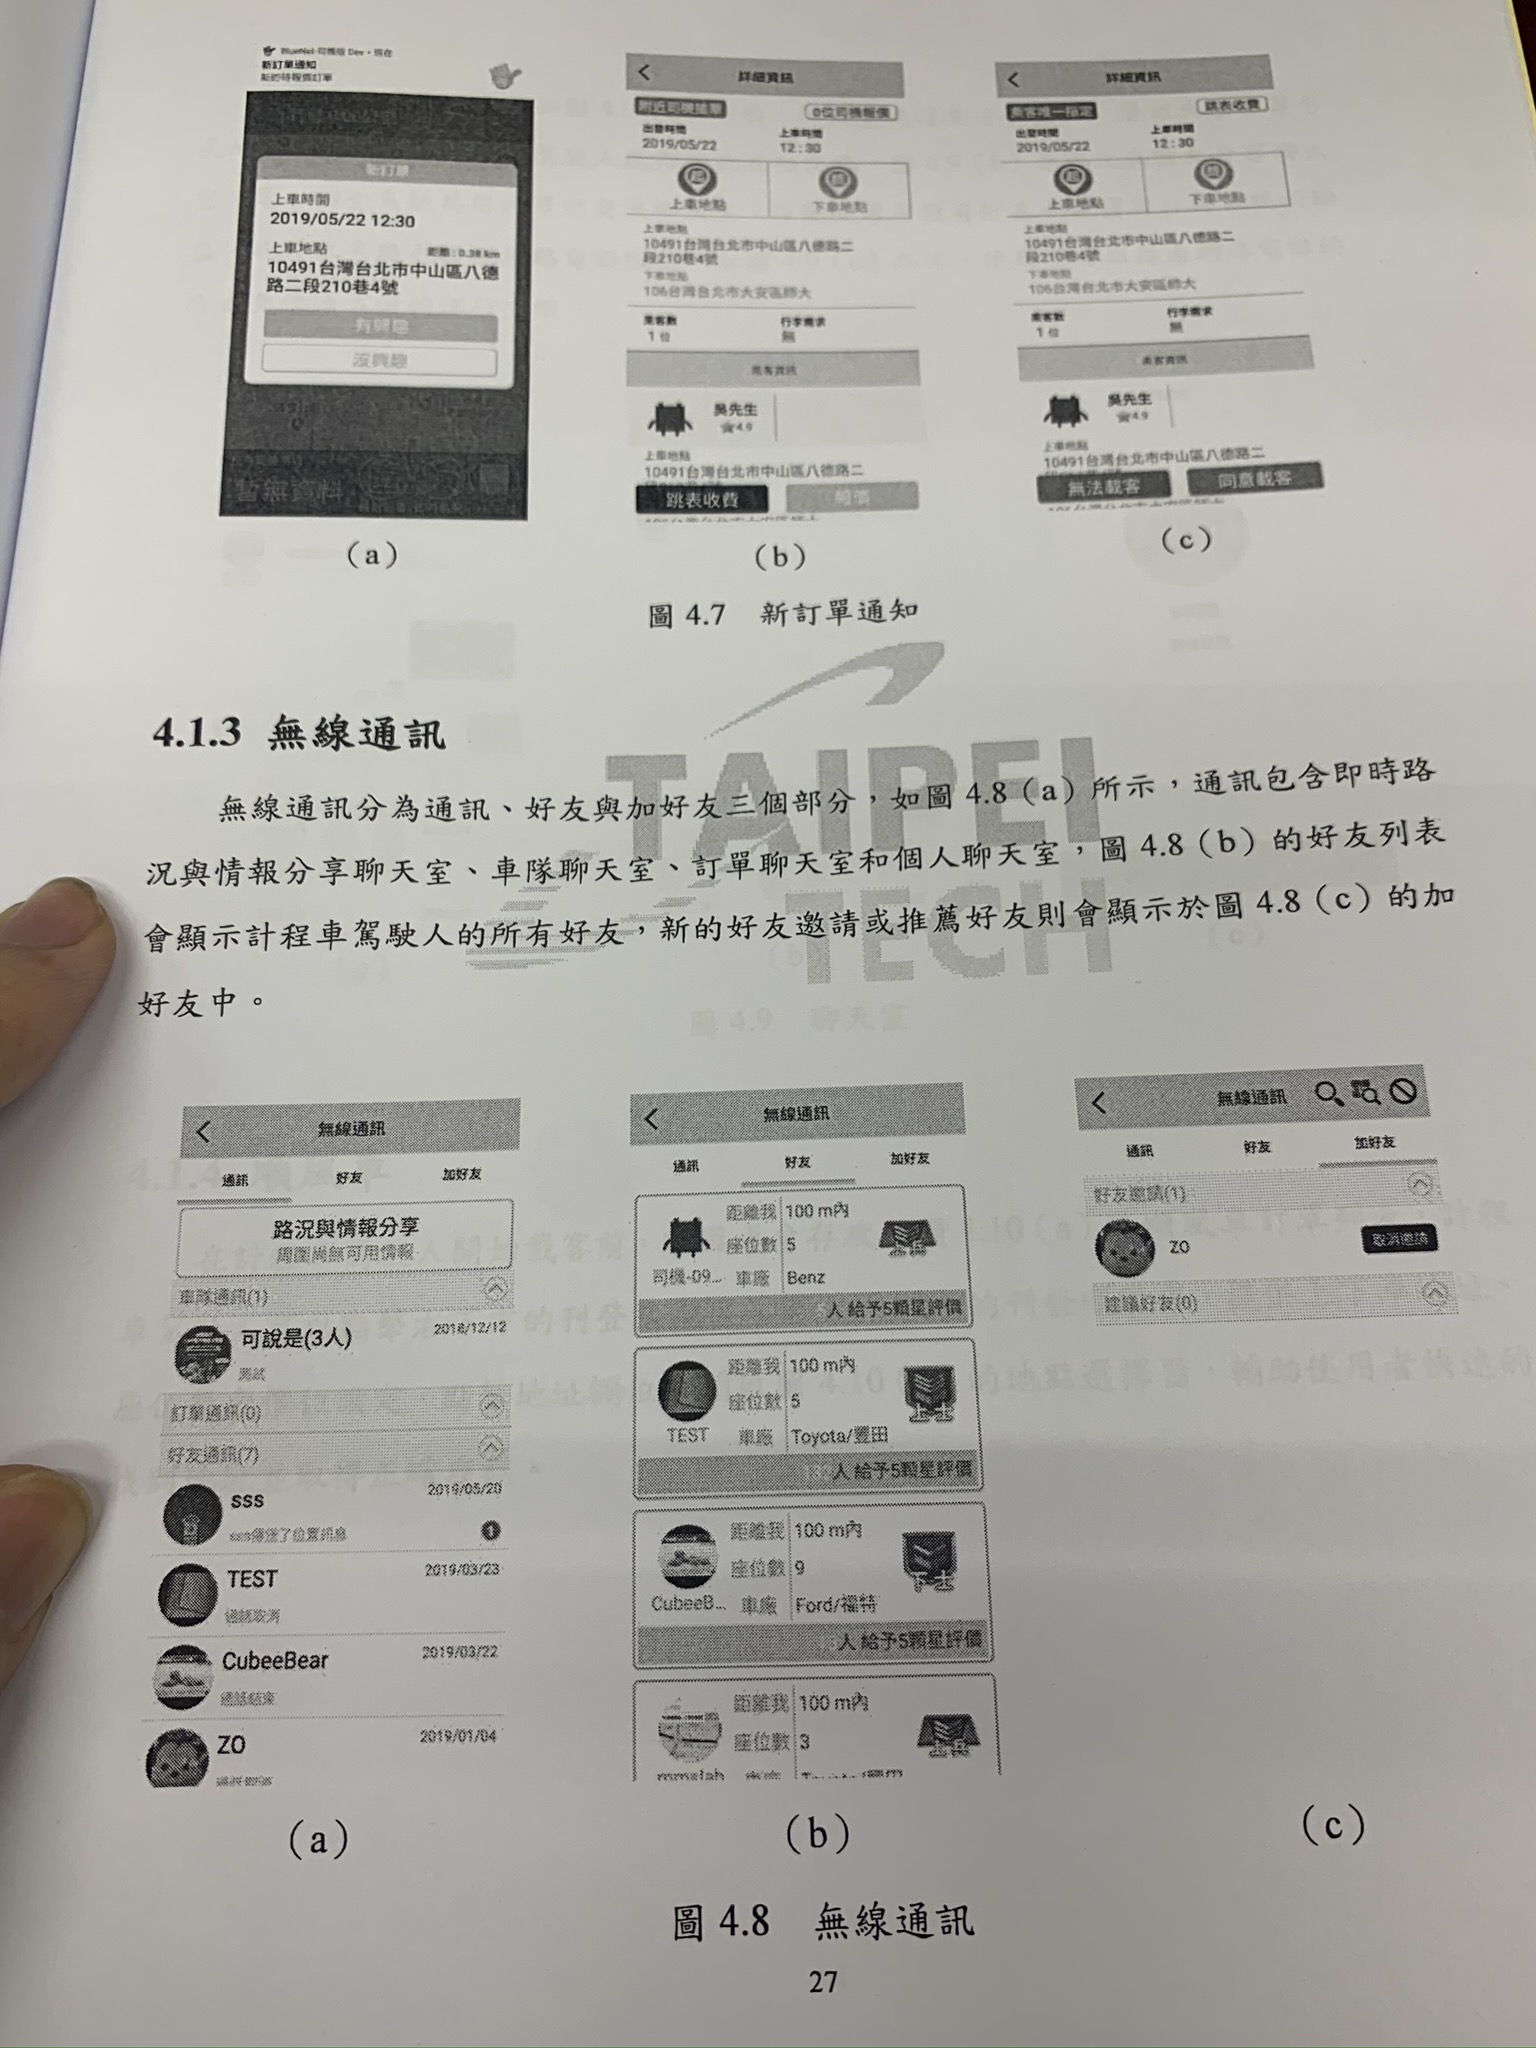 BlueNet-司機版 Dev・現在
新訂單通知
新的待報價訂單
新訂單
上車時間
2019/05/22 12:30
上車地點 距離：0.38 km
10491台灣台北市中山區八德
路二段210巷4號
有興趣
沒興趣
暫無資料
(a)
詳細資訊
附近司機搶單 0位司機報價
出發時間 上車時間
2019/05/22 12:30
起 終
上車地點 下車地點
上車地點
10491台灣台北市中山區八德路二
段210巷4號
下車地點
106台灣台北市大安區師大
乘客數 行李需求
1 位 無
乘客資訊
吳先生
4.9
上車地點
10491台灣台北市中山區八德路二
跳表收費 報價
(b)
詳細資訊
乘客唯一指定 跳表收費
出發時間 上車時間
2019/05/22 12:30
起 終
上車地點 下車地點
上車地點
10491台灣台北市中山區八德路二
段210巷4號
下車地點
106台灣台北市大安區師大
乘客數 行李需求
1 位 無
乘客資訊
吳先生
4.9
上車地點
10491台灣台北市中山區八德路二
無法載客 同意載客
(c)
圖 4.7 新訂單通知
TAIPEI
TECH
4.1.3 無線通訊
無線通訊分為通訊、好友與加好友三個部分，如圖 4.8（a）所示，通訊包含即時路
況與情報分享聊天室、車隊聊天室、訂單聊天室和個人聊天室，圖 4.8（b）的好友列表
會顯示計程車駕駛人的所有好友，新的好友邀請或推薦好友則會顯示於圖 4.8（c）的加
好友中。
無線通訊
通訊 好友 加好友
路況與情報分享
周圍尚無可用情報
車隊通訊(1)
可說是(3人) 2018/12/12
測試
訂單通訊(0)
好友通訊(7)
sss 2019/05/20
sss傳送了位置訊息 1
TEST 2019/03/23
通話取消
CubeeBear 2019/03/22
通話結束
ZO 2019/01/04
(a)
無線通訊
通訊 好友 加好友
距離我 100 m內
座位數 5
司機-09... 車廠 Benz
上兵
人 給予5顆星評價
距離我 100 m內
座位數 5
TEST 車廠 Toyota/豐田
上士
人 給予5顆星評價
距離我 100 m內
座位數 9
CubeeB... 車廠 Ford/福特
下士
人 給予5顆星評價
距離我 100 m內
座位數 3
mmslab 車廠 Toyota/豐田
上兵
(b)
無線通訊
通訊 好友 加好友
好友邀請(1)
ZO 取消邀請
建議好友(0)
(c)
圖 4.8 無線通訊
27